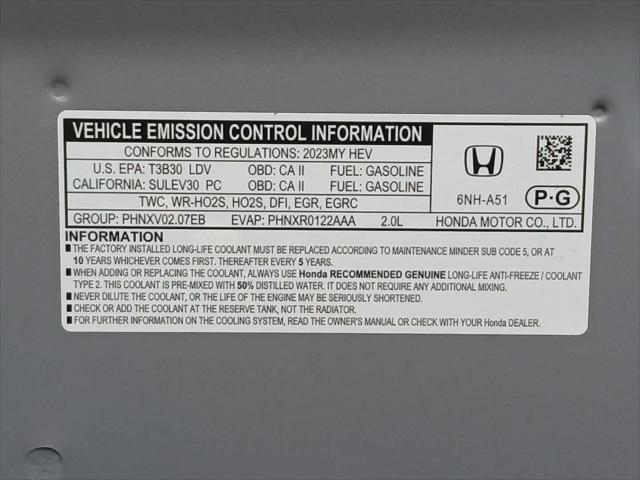 VEHICLE EMISSION CONTROL INFORMATION
CONFORMS TO REGULATIONS: 2023MY HEV
U.S. EPA: T3B30 LDV OBD: CA II FUEL: GASOLINE
CALIFORNIA: SULEV30 PC OBD: CA II FUEL: GASOLINE
TWC, WR-HO2S, HO2S, DFI, EGR, EGRC
GROUP: PHNXV02.07EB EVAP: PHNXR0122AAA 2.0L
6NH-A51
P·G
HONDA MOTOR CO., LTD.
INFORMATION
■ THE FACTORY INSTALLED LONG-LIFE COOLANT MUST BE REPLACED ACCORDING TO MAINTENANCE MINDER SUB CODE 5, OR AT
10 YEARS WHICHEVER COMES FIRST. THEREAFTER EVERY 5 YEARS.
■ WHEN ADDING OR REPLACING THE COOLANT, ALWAYS USE Honda RECOMMENDED GENUINE LONG-LIFE ANTI-FREEZE / COOLANT
TYPE 2. THIS COOLANT IS PRE-MIXED WITH 50% DISTILLED WATER. IT DOES NOT REQUIRE ANY ADDITIONAL MIXING.
■ NEVER DILUTE THE COOLANT, OR THE LIFE OF THE ENGINE MAY BE SERIOUSLY SHORTENED.
■ CHECK OR ADD THE COOLANT AT THE RESERVE TANK, NOT THE RADIATOR.
■ FOR FURTHER INFORMATION ON THE COOLING SYSTEM, READ THE OWNER'S MANUAL OR CHECK WITH YOUR Honda DEALER.